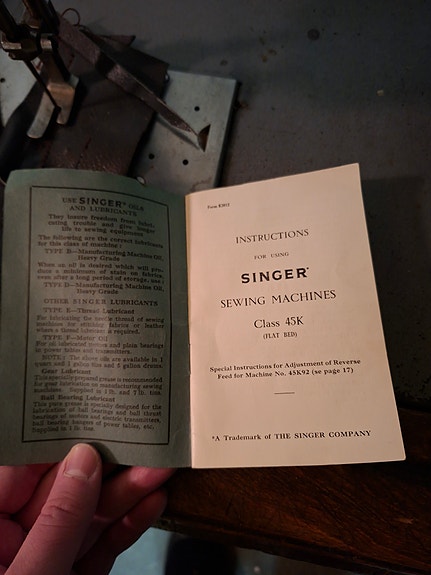 USE SINGER* OILS
AND LUBRICANTS
They insure freedom from
and give longer
life to sewing equipment.
The following are the correct lubricants
for this class of machine:
TYPE B—Manufacturing Machine Oil,
Heavy Grade
When an oil is desired which will pro-
duce a minimum of stain on fabrics,
even after a long period of storage, use:
TYPE D—Manufacturing Machine Oil,
Heavy Grade
OTHER SINGER LUBRICANTS
TYPE E—Thread Lubricant
For lubricating the needle thread of sewing
machines for stitching fabrics or leather
where a thread lubricant is required.
TYPE F—Motor Oil
For oil lubricated motors and plain bearings
in power tables and transmitters.
NOTE: The above oils are available in 1
quart and 1 gallon tins and 5 gallon drums.
Gear Lubricant
This specially prepared grease is recommended
for gear lubrication on manufacturing sewing
machines. Supplied in 1 lb. and 7 lb. tins.
Ball Bearing Lubricant
This pure grease is specially designed for the
lubrication of ball bearings and ball thrust
bearings of motors and electric transmitters,
ball bearing hangers of power tables, etc.
Supplied in 1 lb. tins
INSTRUCTIONS
FOR USING
SINGER*
SEWING MACHINES
Class 45K
(FLAT BED)
Special Instructions for Adjustment of Reverse
Feed for Machine No. 45K92 (see page 17)
*A Trademark of THE SINGER COMPANY